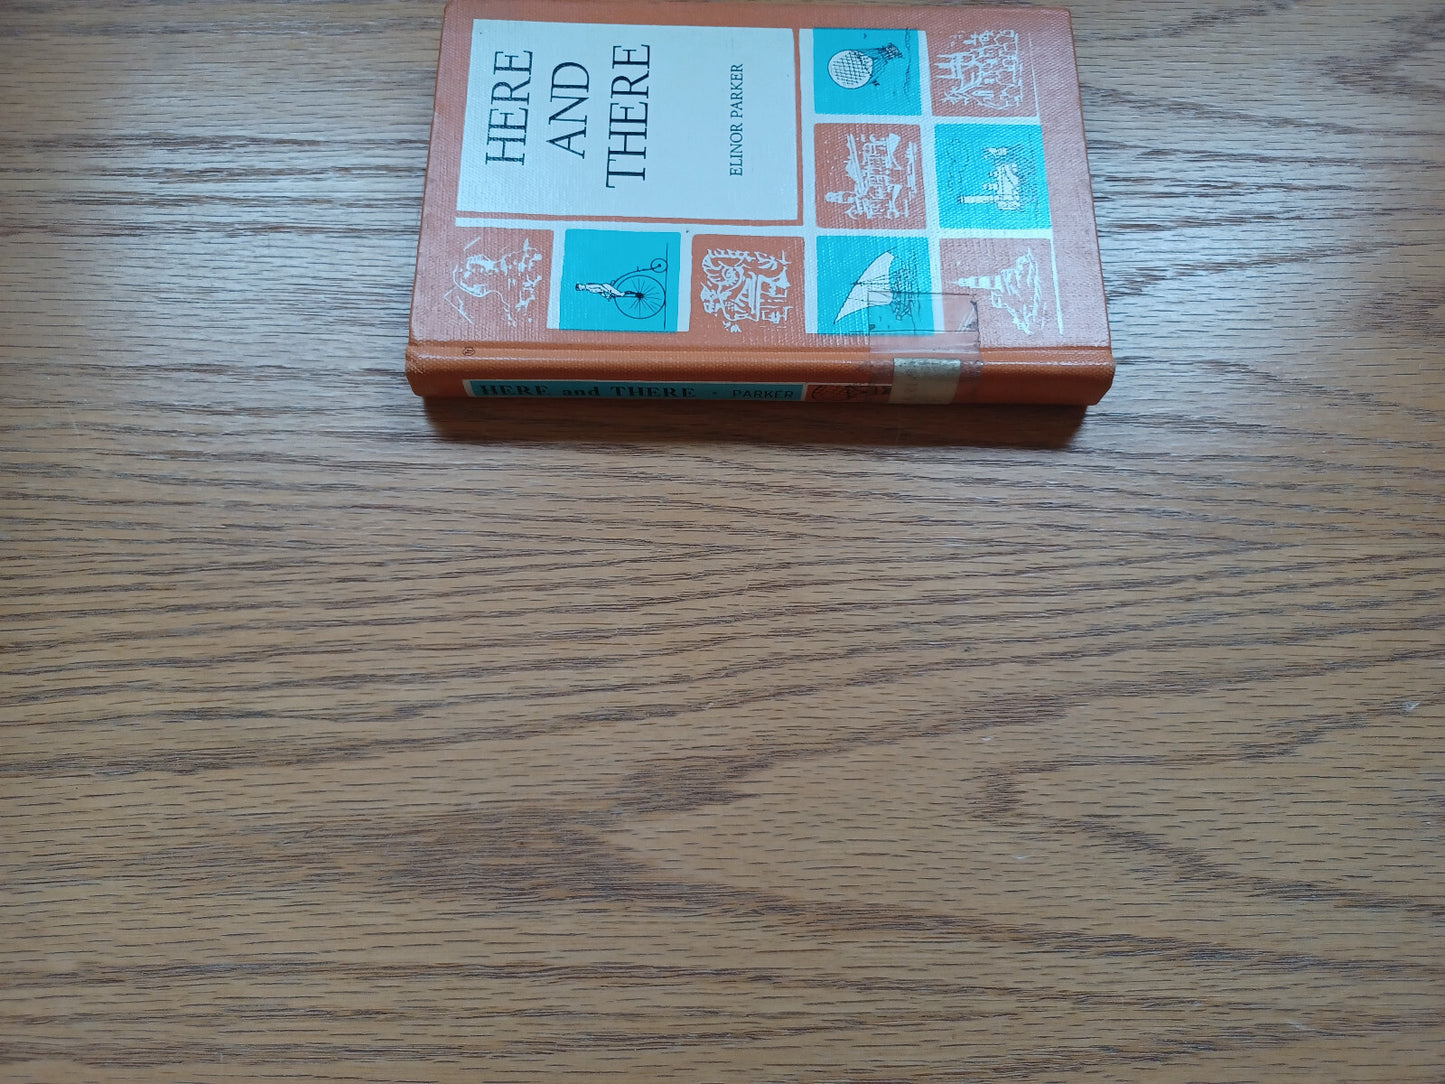 HERE
AND
THERE
ELINOR PARKER
HERE and THERE • PARKER